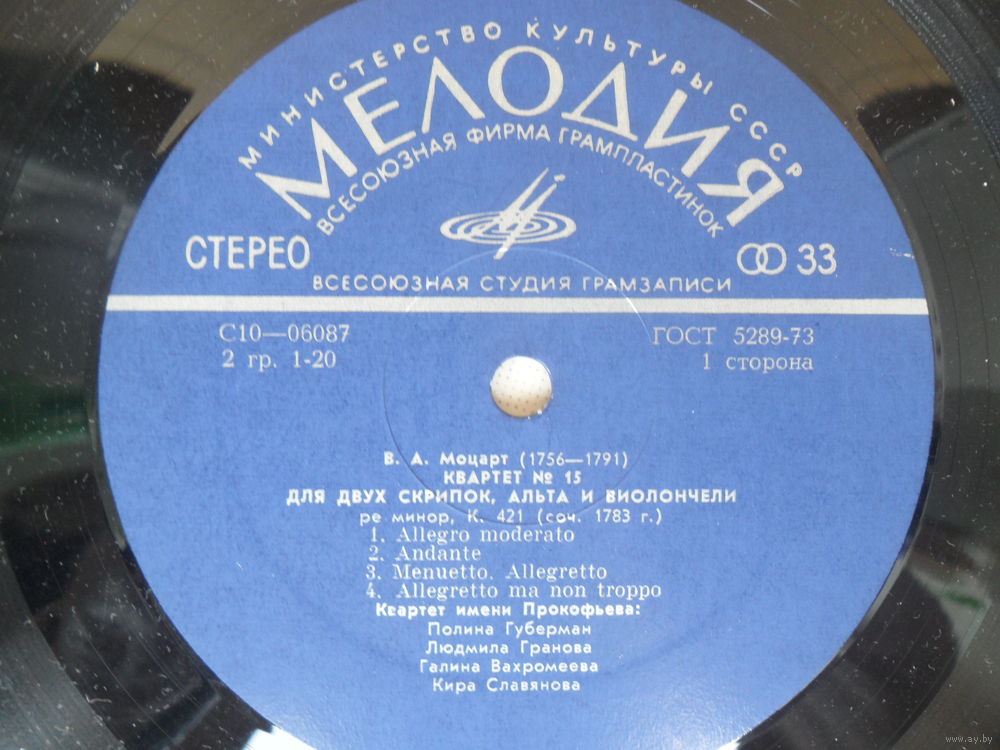 МИНИСТЕРСТВО КУЛЬТУРЫ СССР
МЕЛОДИЯ
ВСЕСОЮЗНАЯ ФИРМА ГРАМПЛАСТИНОК
СТЕРЕО
33
ВСЕСОЮЗНАЯ СТУДИЯ ГРАМЗАПИСИ
С10—06087
ГОСТ 5289-73
2 гр. 1-20
1 сторона
В. А. Моцарт (1756—1791)
КВАРТЕТ № 15
ДЛЯ ДВУХ СКРИПОК, АЛЬТА И ВИОЛОНЧЕЛИ
ре минор, К. 421 (соч. 1783 г.)
1. Allegro moderato
2. Andante
3. Menuetto. Allegretto
4. Allegretto ma non troppo
Квартет имени Прокофьева:
Полина Губерман
Людмила Гранова
Галина Вахромеева
Кира Славянова
www.ay.by